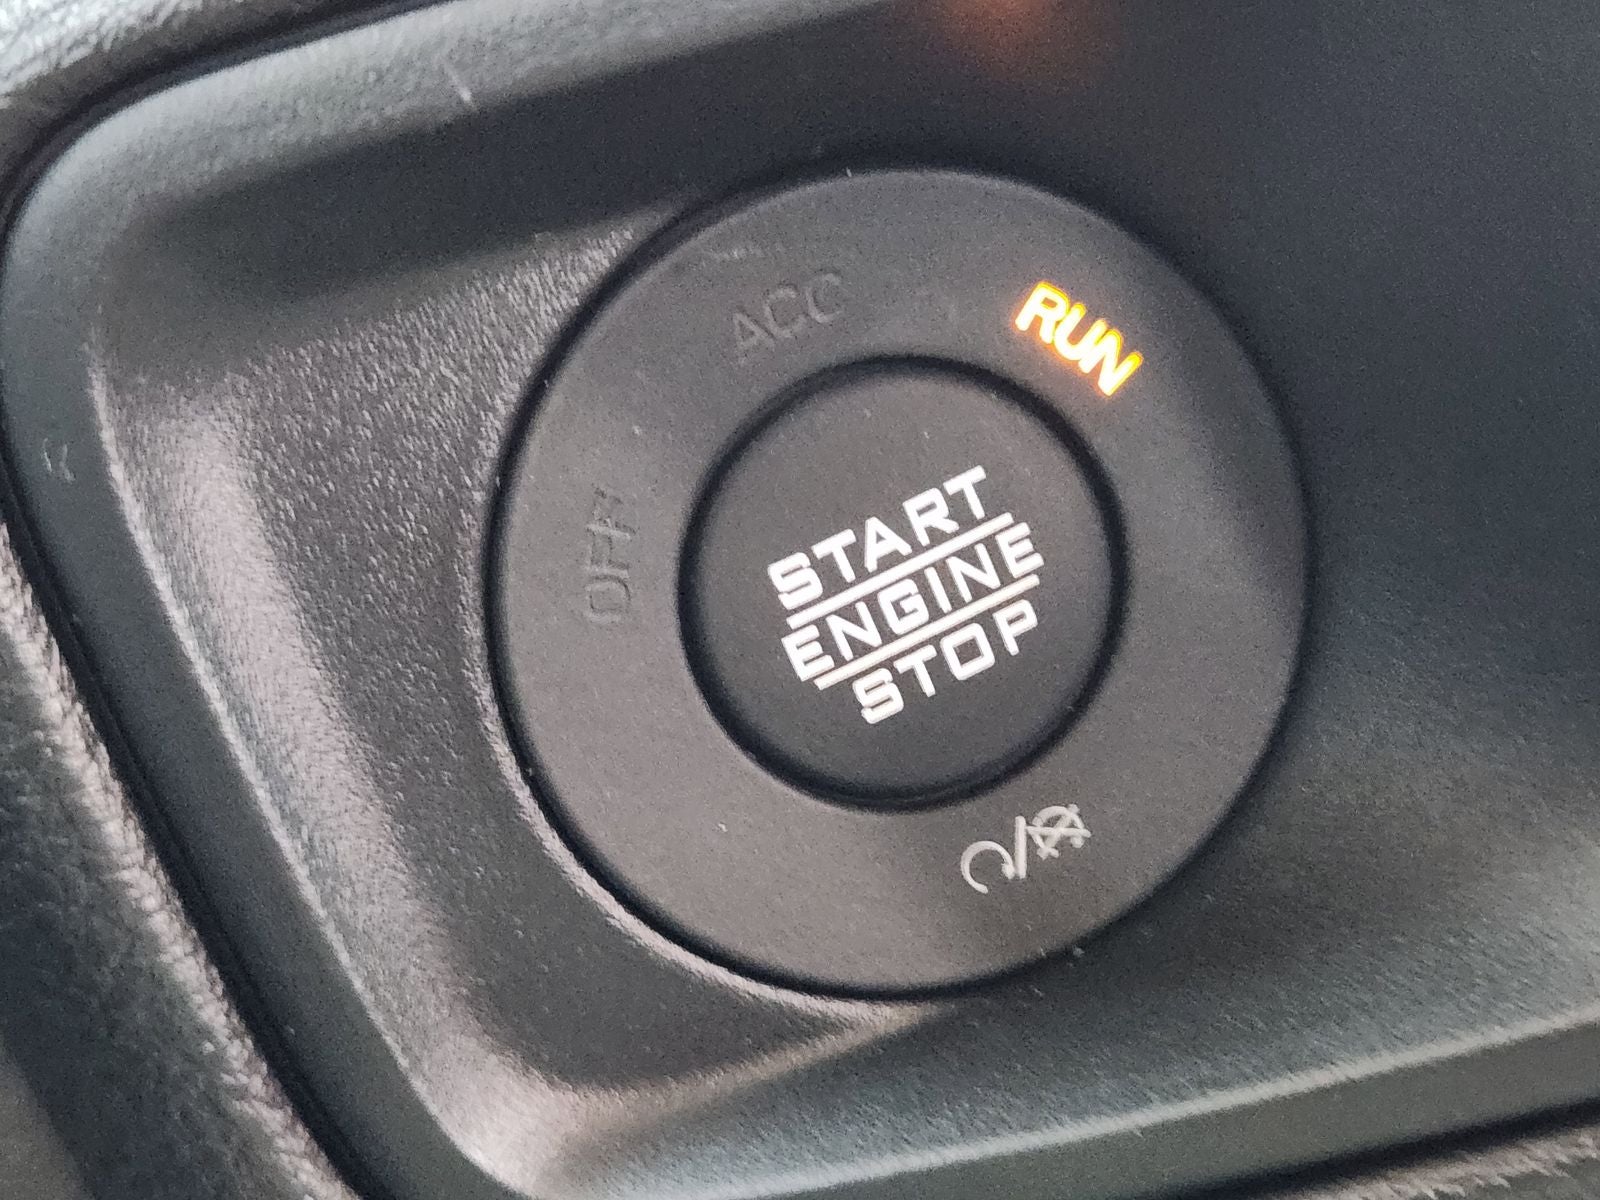 ACC
RUN
OFF
START
ENGINE
STOP